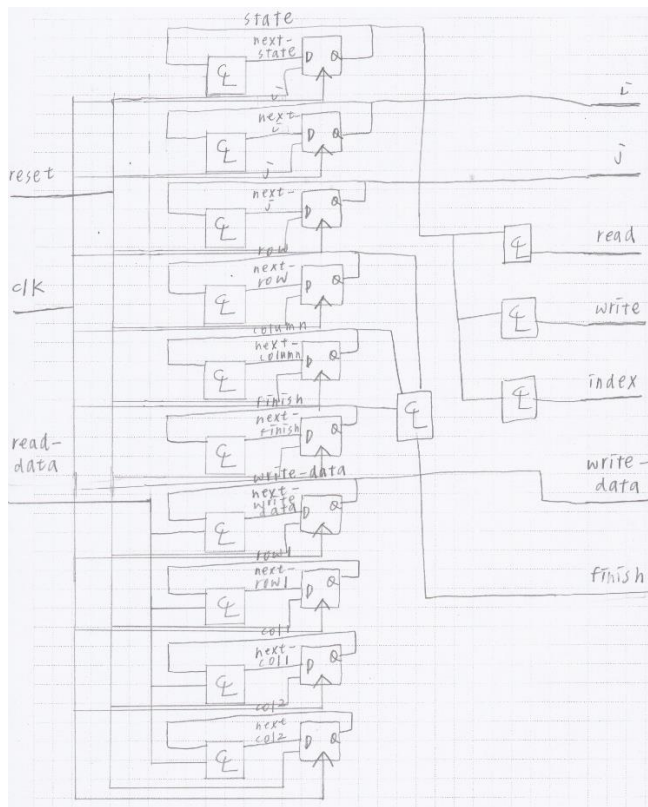 state
next-
state
CL
D Q
i
i
next-
i
CL
D Q
j
j
reset
next-
j
CL
D Q
row
CL
read
next-
row
CL
D Q
clk
column
CL
write
next-
column
CL
D Q
finish
CL
index
CL
next-
finish
CL
D Q
read-
data
write-data
write-
data
next-
write
data
CL
D Q
row1
next-
row1
CL
D Q
finish
col1
next-
col1
CL
D Q
col2
next
col2
CL
D Q